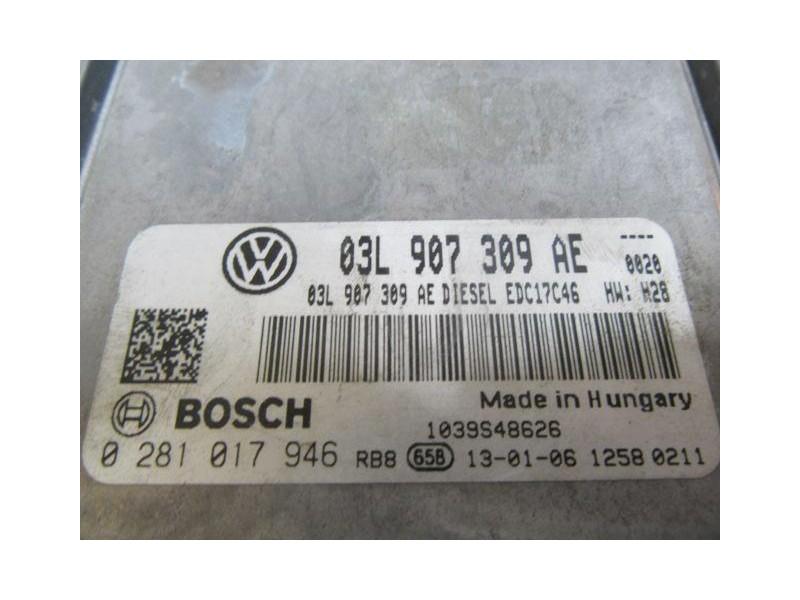 03L 907 309 AE ----
0020
03L 907 309 AE DIESEL EDC17C46 HW: H28
Made in Hungary
BOSCH
1039S48626
0 281 017 946 RB8 65B 13-01-06 1258 0211